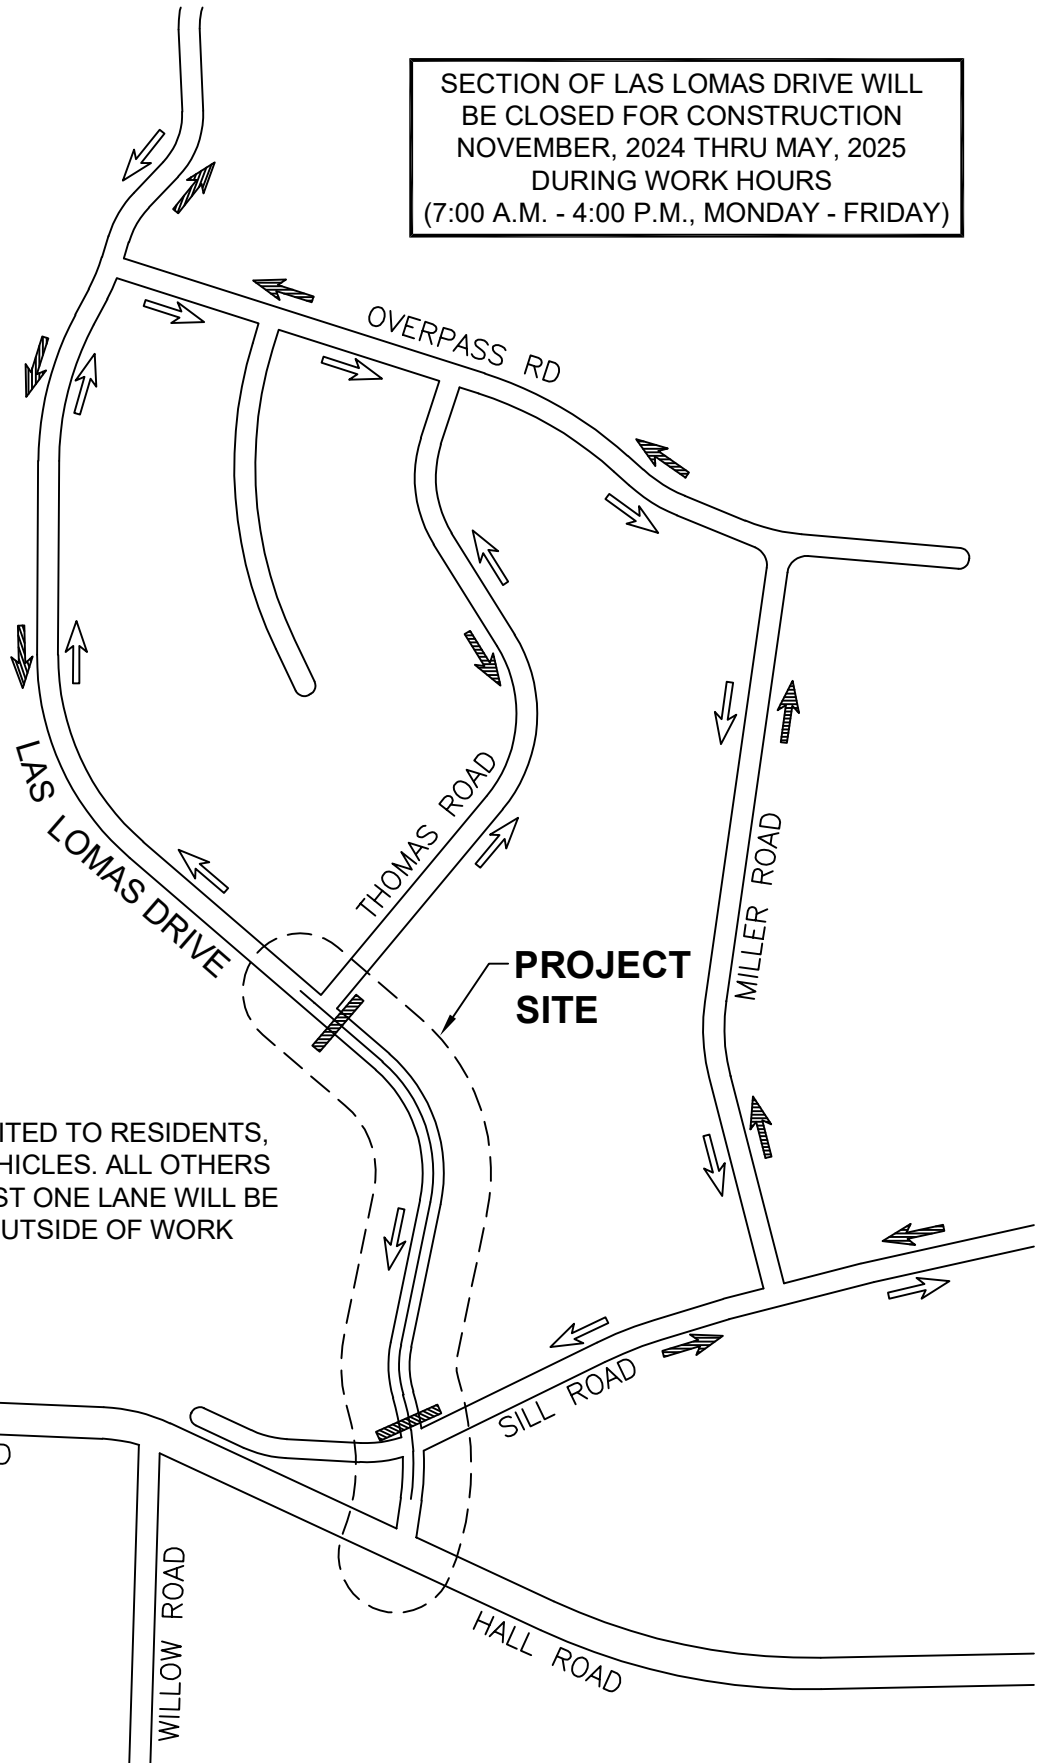 SECTION OF LAS LOMAS DRIVE WILL
BE CLOSED FOR CONSTRUCTION
NOVEMBER, 2024 THRU MAY, 2025
DURING WORK HOURS
(7:00 A.M. - 4:00 P.M., MONDAY - FRIDAY)
OVERPASS RD
LAS LOMAS DRIVE
THOMAS ROAD
MILLER ROAD
PROJECT
SITE
ITED TO RESIDENTS,
HICLES. ALL OTHERS
ST ONE LANE WILL BE
UTSIDE OF WORK
SILL ROAD
D
WILLOW ROAD
HALL ROAD